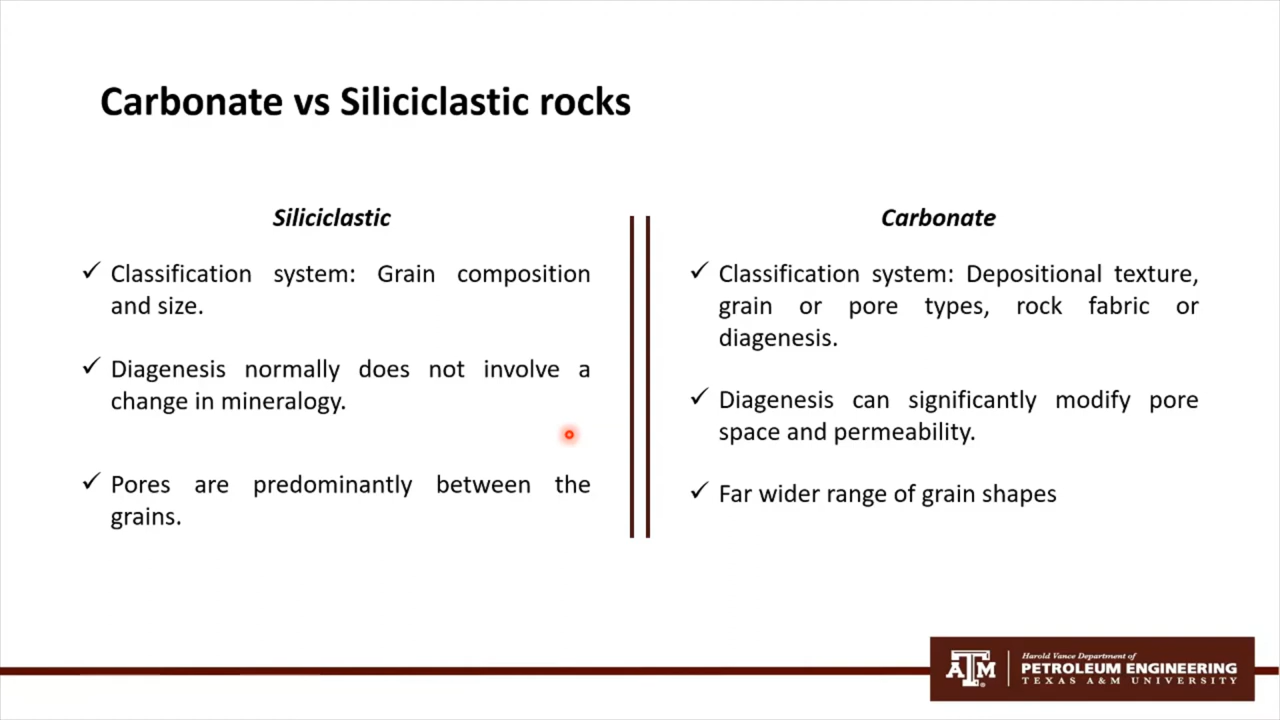 Carbonate vs Siliciclastic rocks
Siliciclastic
✓ Classification system: Grain composition
and size.
✓ Diagenesis normally does not involve a
change in mineralogy.
✓ Pores are predominantly between the
grains.
Carbonate
✓ Classification system: Depositional texture,
grain or pore types, rock fabric or
diagenesis.
✓ Diagenesis can significantly modify pore
space and permeability.
✓ Far wider range of grain shapes
ATM
Harold Vance Department of
PETROLEUM ENGINEERING
TEXAS A&M UNIVERSITY